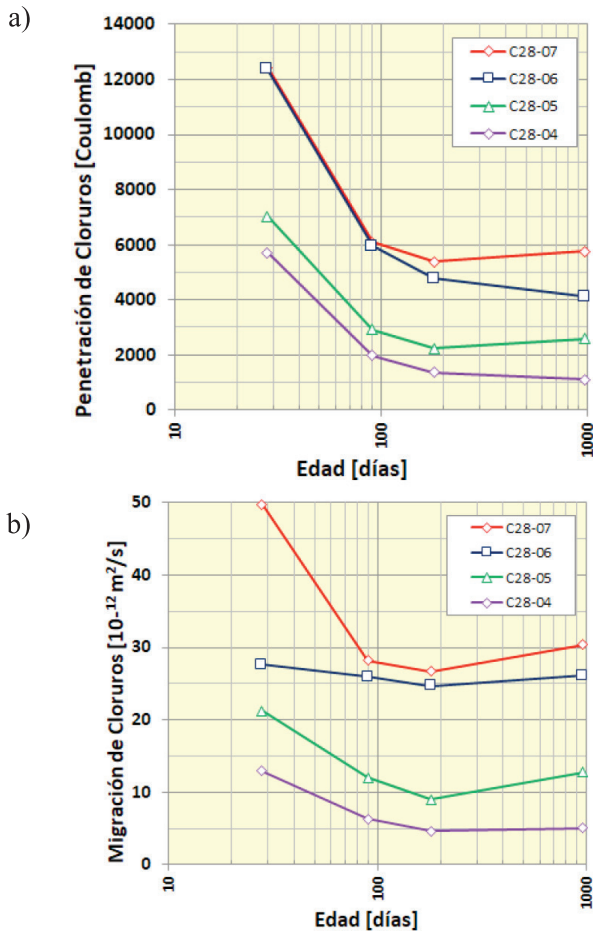 a)
Penetración de Cloruros [Coulomb]
14000
12000
10000
8000
6000
4000
2000
0
C28-07
C28-06
C28-05
C28-04
10
100
1000
Edad [días]
b)
Migración de Cloruros [10-¹² m²/s]
50
40
30
20
10
0
C28-07
C28-06
C28-05
C28-04
10
100
1000
Edad [días]